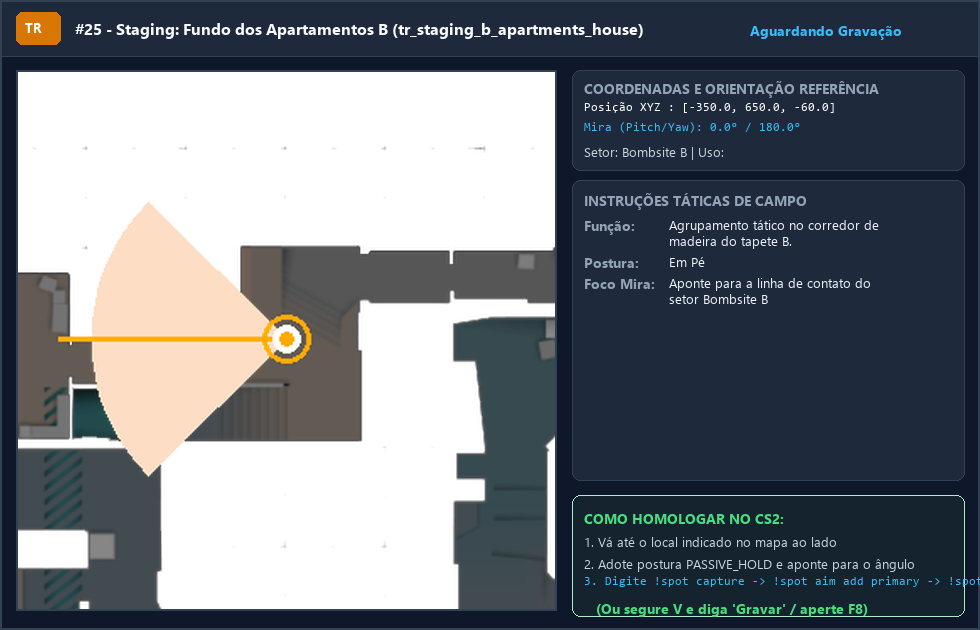 TR
#25 - Staging: Fundo dos Apartamentos B (tr_staging_b_apartments_house)
Aguardando Gravação
COORDENADAS E ORIENTAÇÃO REFERÊNCIA
Posição XYZ : [-350.0, 650.0, -60.0]
Mira (Pitch/Yaw): 0.0º / 180.0º
Setor: Bombsite B | Uso:
INSTRUÇÕES TÁTICAS DE CAMPO
Função: Agrupamento tático no corredor de
madeira do tapete B.
Postura: Em Pé
Foco Mira: Aponte para a linha de contato do
setor Bombsite B
COMO HOMOLOGAR NO CS2:
1. Vá até o local indicado no mapa ao lado
2. Adote postura PASSIVE_HOLD e aponte para o ângulo
3. Digite !spot capture -> !spot aim add primary -> !spot
(Ou segure V e diga 'Gravar' / aperte F8)